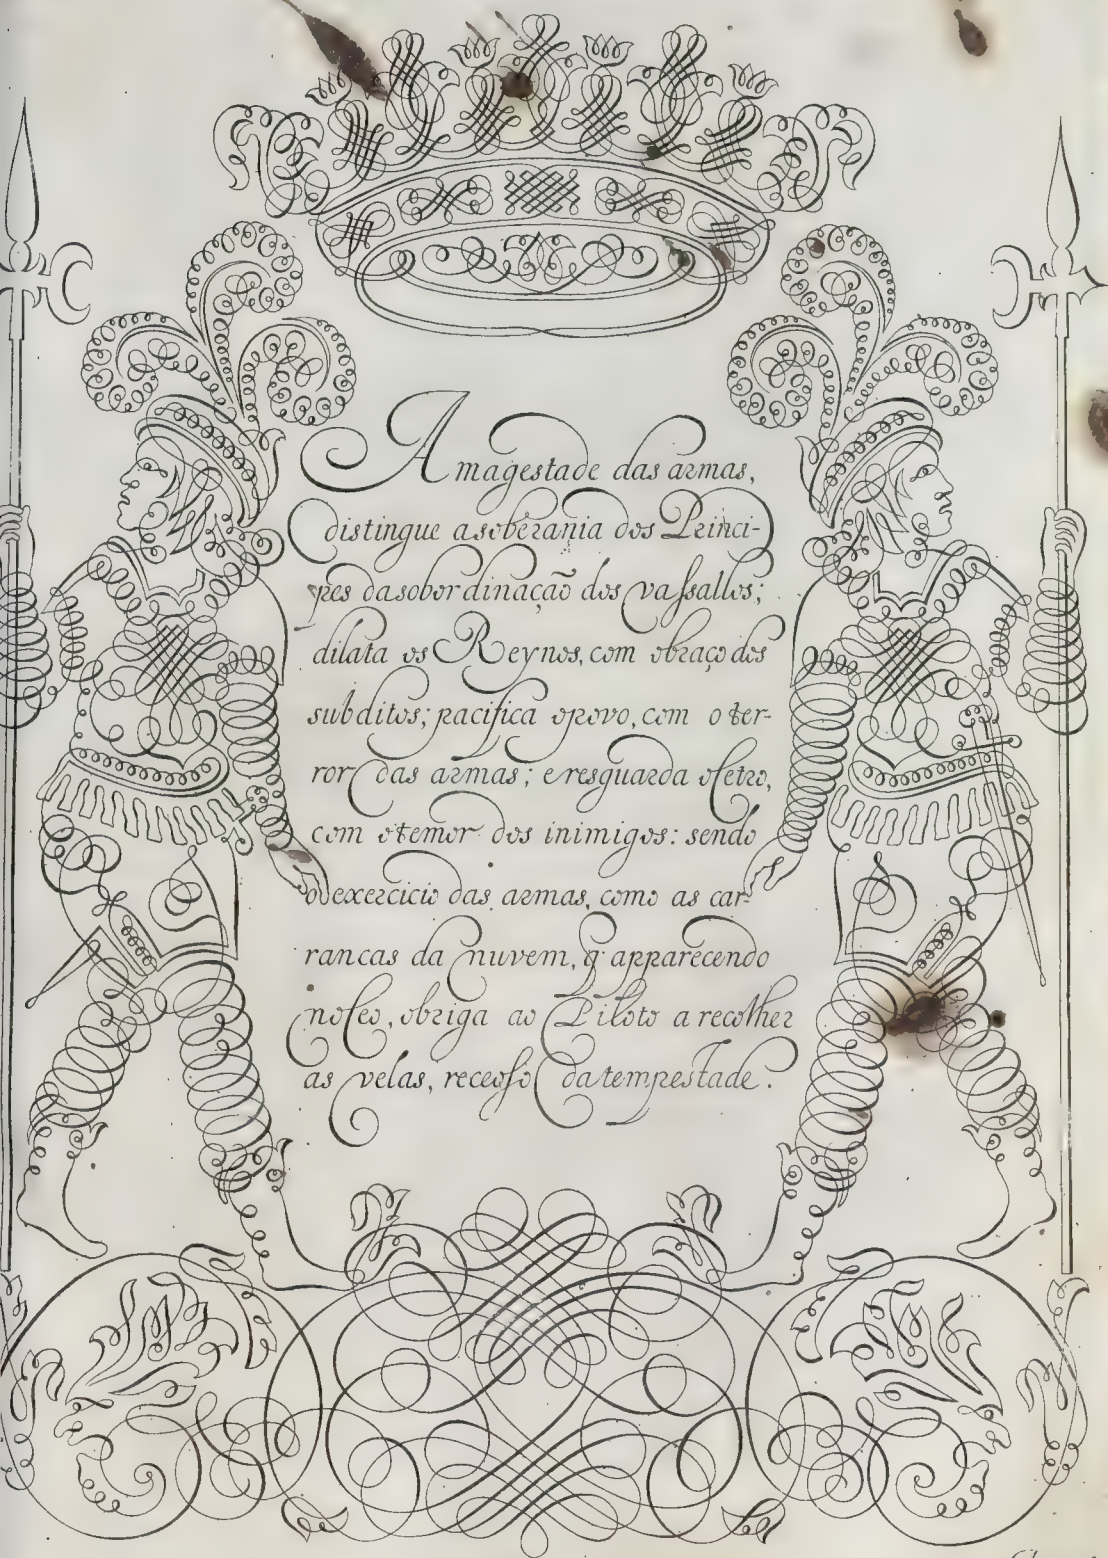 A magestade das armas,
distingue a soberania dos Princi-
pes da sobordinação dos vassallos;
dilata os Reynos, com o braço dos
subditos; pacifica o povo, com o ter-
ror das armas; e resguarda o Cetro,
com o temor dos inimigos: sendo
o exercicio das armas, como as car-
rancas da nuvem, q̃ apparecendo
no Ceo, obriga ao Piloto a recolher
as velas, receoso da tempestade.